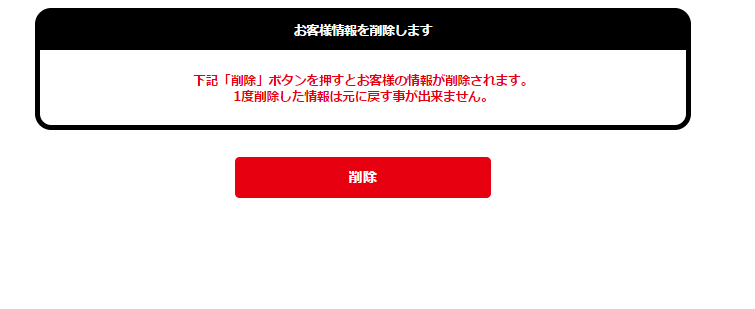 お客様情報を削除します
下記「削除」ボタンを押すとお客様の情報が削除されます。
1度削除した情報は元に戻す事が出来ません。
削除